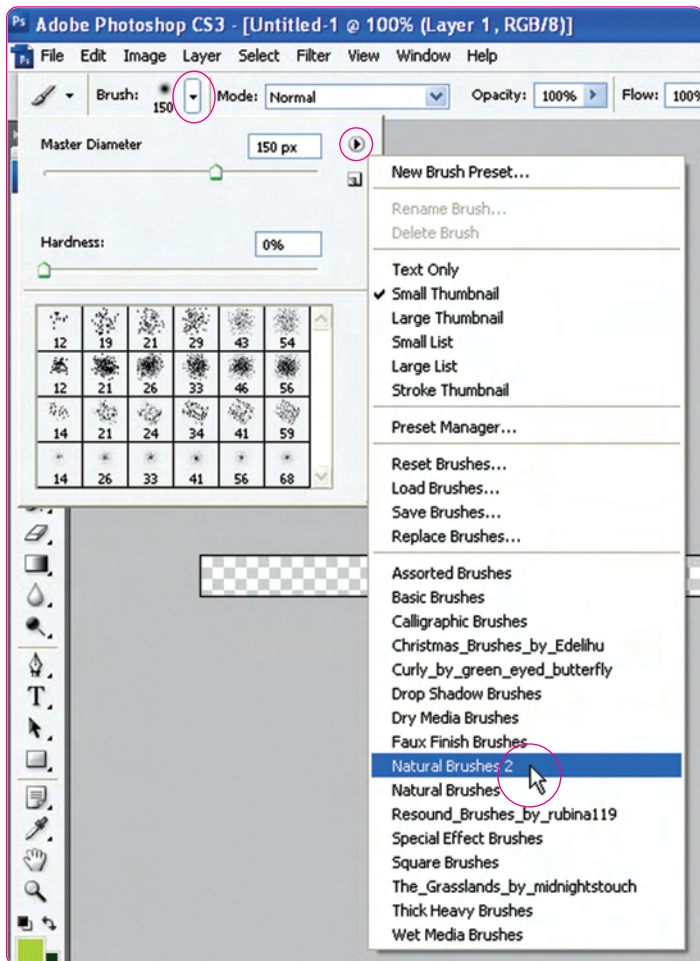 Ps Adobe Photoshop CS3 - [Untitled-1 @ 100% (Layer 1, RGB/8)]
Ps File Edit Image Layer Select Filter View Window Help
Brush: 150 Mode: Normal Opacity: 100% Flow: 100%
Master Diameter 150 px
Hardness: 0%
12 19 21 29 43 54
12 21 26 33 46 56
14 21 24 34 41 59
14 26 33 41 56 68
New Brush Preset...
Rename Brush...
Delete Brush
Text Only
Small Thumbnail
Large Thumbnail
Small List
Large List
Stroke Thumbnail
Preset Manager...
Reset Brushes...
Load Brushes...
Save Brushes...
Replace Brushes...
Assorted Brushes
Basic Brushes
Calligraphic Brushes
Christmas_Brushes_by_Edelihu
Curly_by_green_eyed_butterfly
Drop Shadow Brushes
Dry Media Brushes
Faux Finish Brushes
Natural Brushes 2
Natural Brushes
Resound_Brushes_by_rubina119
Special Effect Brushes
Square Brushes
The_Grasslands_by_midnightstouch
Thick Heavy Brushes
Wet Media Brushes
T